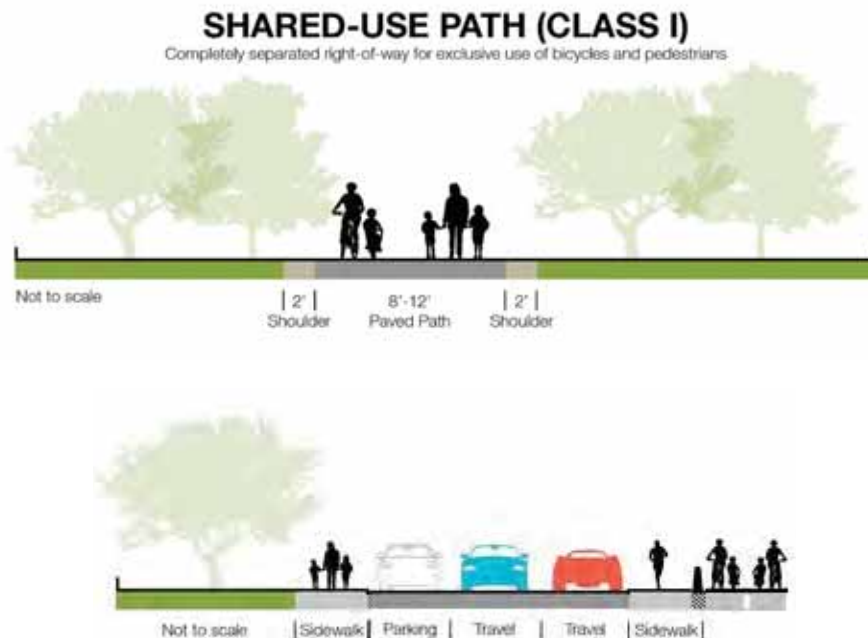 SHARED-USE PATH (CLASS I)
Completely separated right-of-way for exclusive use of bicycles and pedestrians
Not to scale
2' 8'-12' 2'
Shoulder Paved Path Shoulder
Not to scale Sidewalk Parking Travel Travel Sidewalk